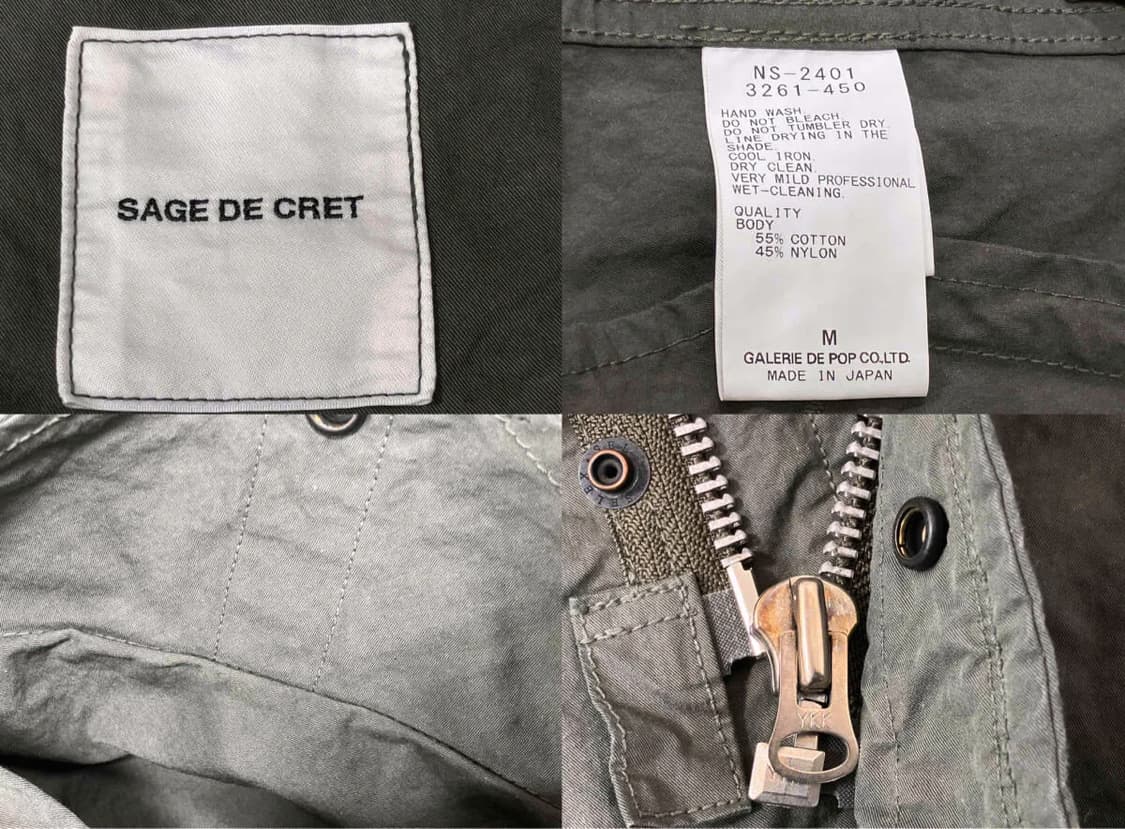 SAGE DE CRET
NS-2401
3261-450
HAND WASH.
DO NOT BLEACH.
DO NOT TUMBLER DRY.
LINE DRYING IN THE
SHADE.
COOL IRON.
DRY CLEAN.
VERY MILD PROFESSIONAL
WET-CLEANING.
QUALITY
BODY
55% COTTON
45% NYLON
M
GALERIE DE POP CO.,LTD.
MADE IN JAPAN
YKK